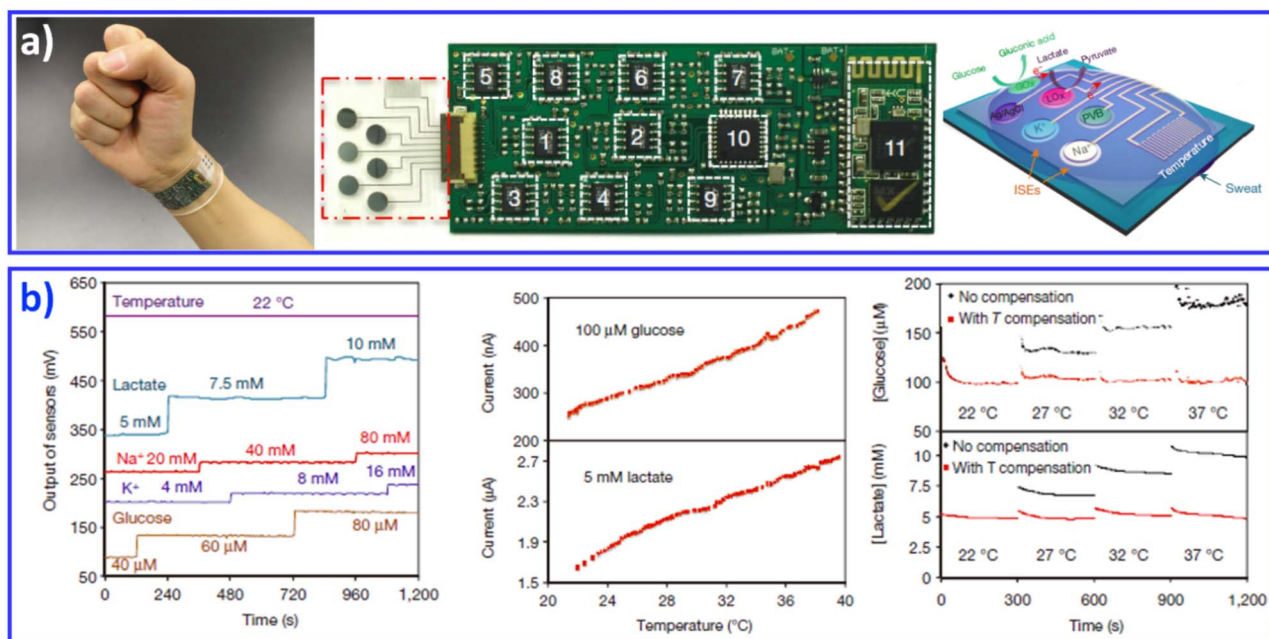 a)
5
8
6
7
1
2
10
11
3
4
9
BAT-
BAT+
Glucose
Gluconic acid
Lactate
Pyruvate
e-
GOx
LOx
Ag/AgCl
K+
PVB
Na+
ISEs
Temperature
Sweat
b)
Output of sensors (mV)
650
550
450
350
250
150
50
Temperature 22 °C
10 mM
Lactate 7.5 mM
5 mM
80 mM
Na+ 20 mM 40 mM
16 mM
K+ 4 mM 8 mM
Glucose
40 μM 60 μM 80 μM
0 240 480 720 960 1,200
Time (s)
Current (nA)
500
400
300
200
100 μM glucose
Current (μA)
2.7
2.3
1.9
1.5
5 mM lactate
20 24 28 32 36 40
Temperature (°C)
[Glucose] (μM)
200
150
100
50
No compensation
With T compensation
22 °C 27 °C 32 °C 37 °C
[Lactate] (mM)
10
7.5
5
2.5
0
No compensation
With T compensation
22 °C 27 °C 32 °C 37 °C
0 300 600 900 1,200
Time (s)